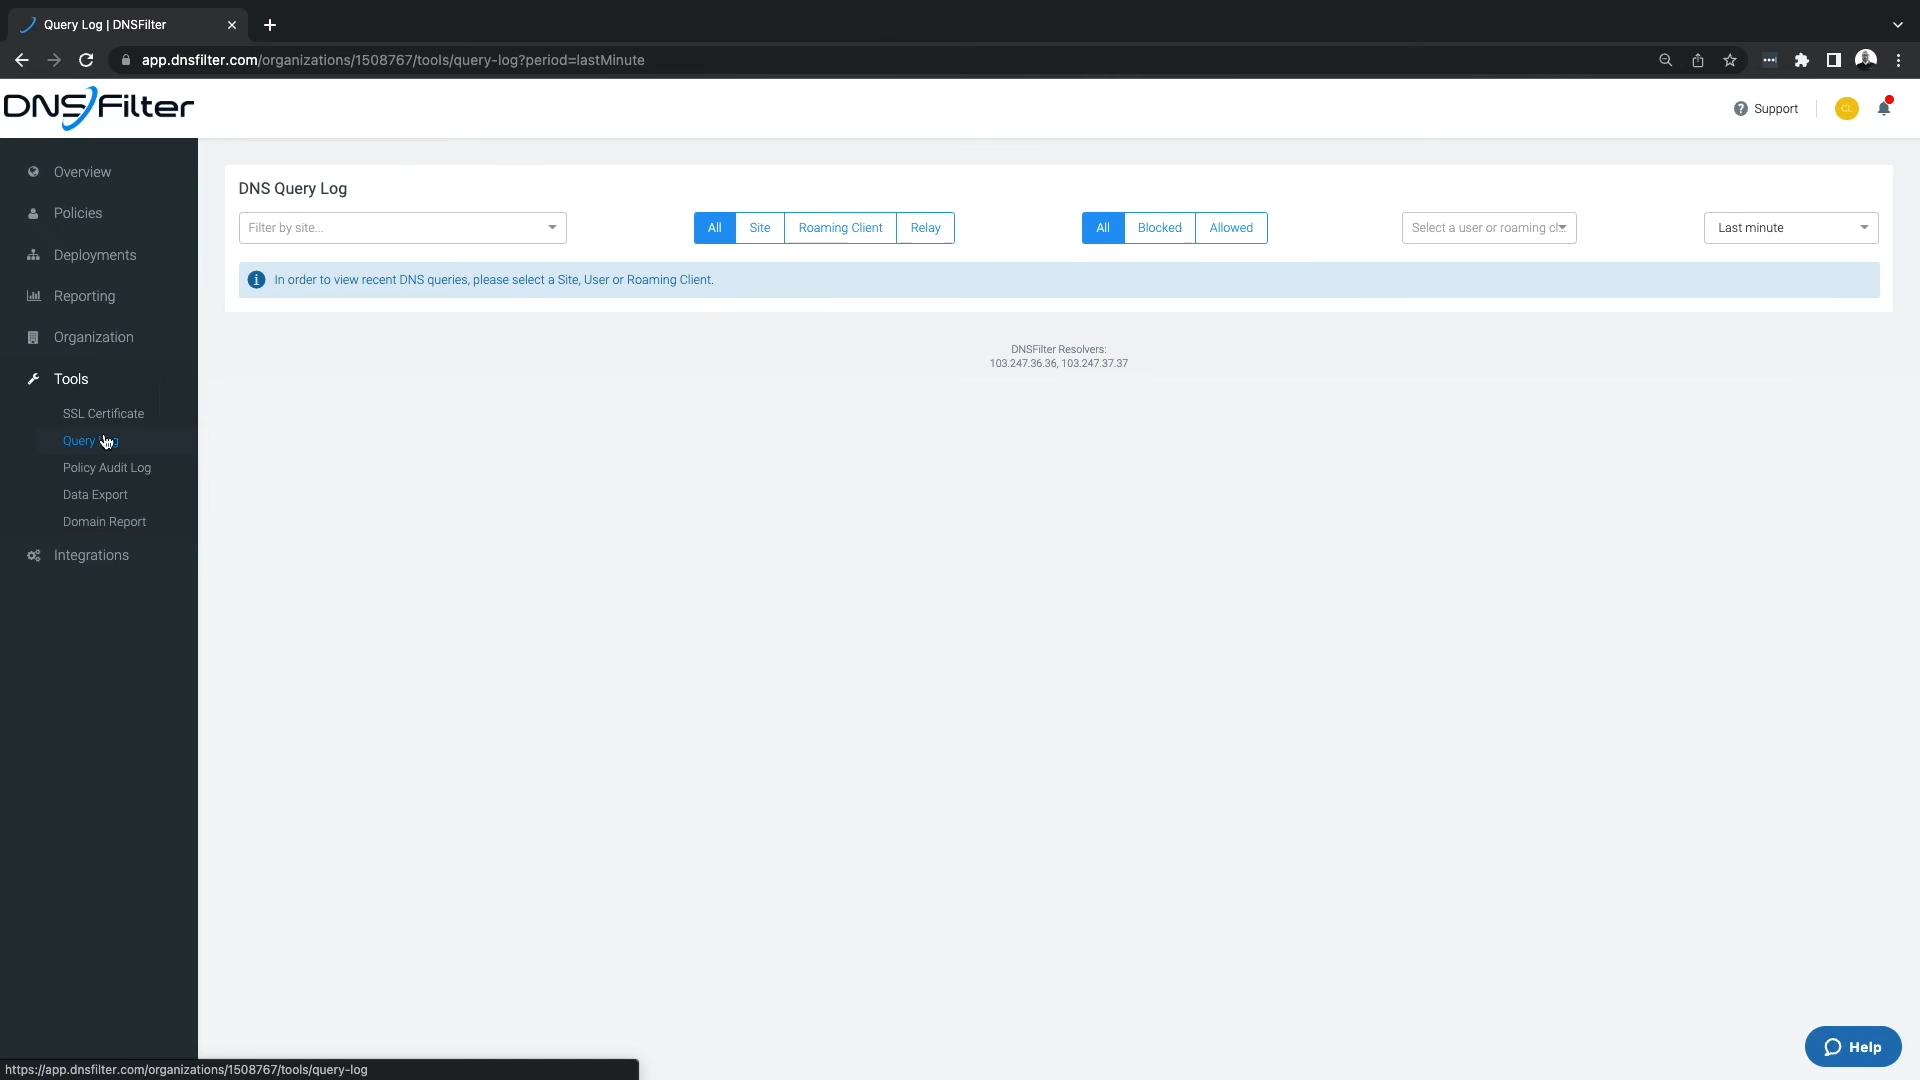 Query Log | DNSFilter
app.dnsfilter.com/organizations/1508767/tools/query-log?period=lastMinute
DNSFilter
Support
CL
Overview
Policies
Deployments
Reporting
Organization
Tools
SSL Certificate
Query
Policy Audit Log
Data Export
Domain Report
Integrations
DNS Query Log
Filter by site...
All
Site
Roaming Client
Relay
All
Blocked
Allowed
Select a user or roaming cl...
Last minute
In order to view recent DNS queries, please select a Site, User or Roaming Client.
DNSFilter Resolvers:
103.247.36.36, 103.247.37.37
Help
https://app.dnsfilter.com/organizations/1508767/tools/query-log